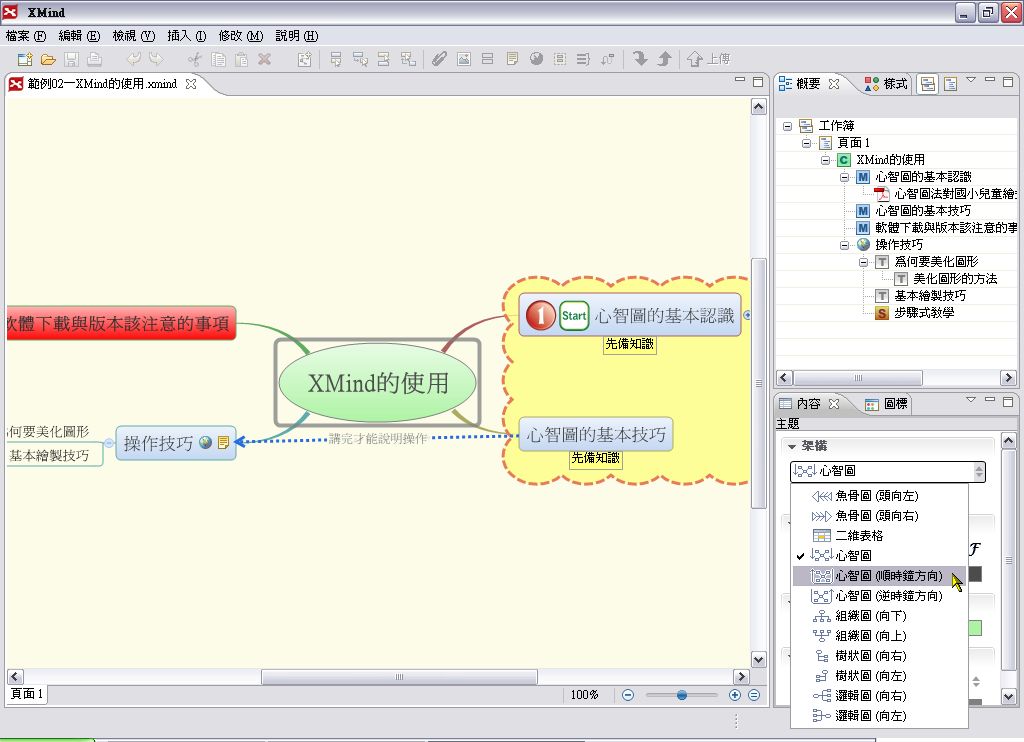 XMind
檔案 (F) 編輯 (E) 檢視 (V) 插入 (I) 修改 (M) 說明 (H)
上傳
範例02—XMind的使用.xmind
軟體下載與版本該注意的事項
XMind的使用
1 Start 心智圖的基本認識
先備知識
何要美化圖形
基本繪製技巧
操作技巧
講完才能說明操作
心智圖的基本技巧
先備知識
頁面 1
100%
概要
樣式
工作簿
頁面 1
C XMind的使用
M 心智圖的基本認識
心智圖法對國小兒童繪
M 心智圖的基本技巧
M 軟體下載與版本該注意的事
操作技巧
T 爲何要美化圖形
T 美化圖形的方法
T 基本繪製技巧
S 步驟式教學
內容
圖標
主題
架構
心智圖
魚骨圖 (頭向左)
魚骨圖 (頭向右)
二維表格
心智圖
心智圖 (順時鐘方向)
心智圖 (逆時鐘方向)
組織圖 (向下)
組織圖 (向上)
樹狀圖 (向右)
樹狀圖 (向左)
邏輯圖 (向右)
邏輯圖 (向左)